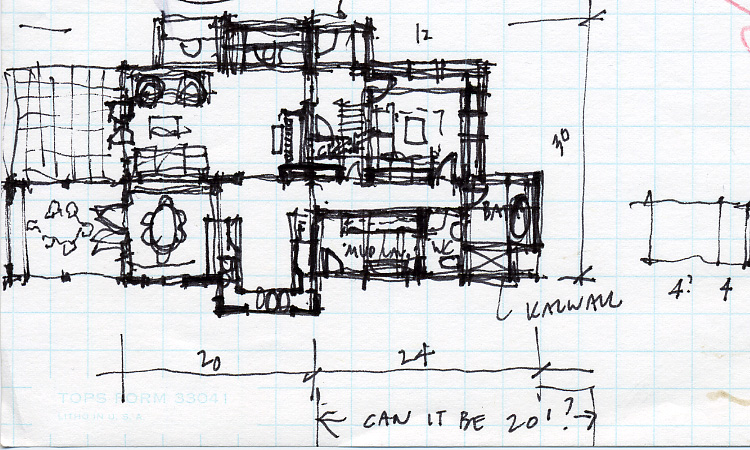 12
30
BA
MUD LAV
WC
KALWALL
4? 4
20
24
TOPS FORM 33041
LITHO IN U. S. A.
CAN IT BE 20'?